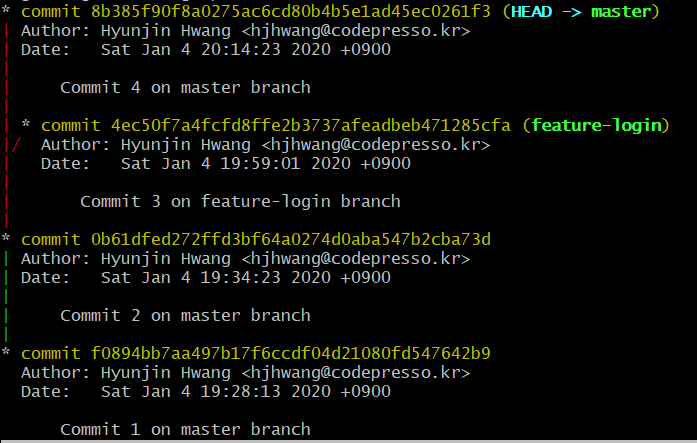 * commit 8b385f90f8a0275ac6cd80b4b5e1ad45ec0261f3 (HEAD -> master)
| Author: Hyunjin Hwang <hjhwang@codepresso.kr>
| Date:   Sat Jan 4 20:14:23 2020 +0900
|
|     Commit 4 on master branch
|
| * commit 4ec50f7a4fcfd8ffe2b3737afeadbeb471285cfa (feature-login)
|/  Author: Hyunjin Hwang <hjhwang@codepresso.kr>
|   Date:   Sat Jan 4 19:59:01 2020 +0900
|
|       Commit 3 on feature-login branch
|
* commit 0b61dfed272ffd3bf64a0274d0aba547b2cba73d
| Author: Hyunjin Hwang <hjhwang@codepresso.kr>
| Date:   Sat Jan 4 19:34:23 2020 +0900
|
|     Commit 2 on master branch
|
* commit f0894bb7aa497b17f6ccdf04d21080fd547642b9
  Author: Hyunjin Hwang <hjhwang@codepresso.kr>
  Date:   Sat Jan 4 19:28:13 2020 +0900

      Commit 1 on master branch